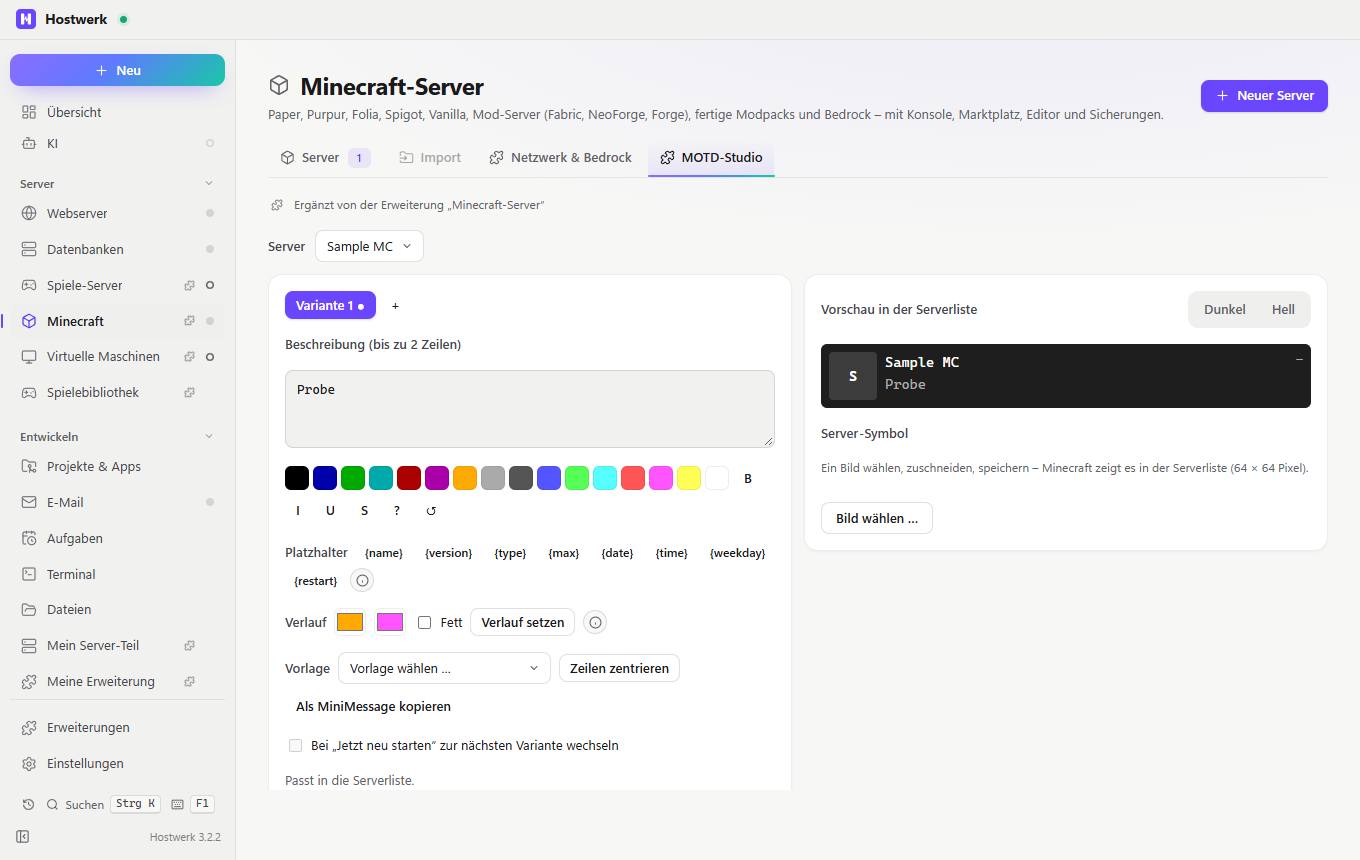 Hostwerk
Neu
Übersicht
KI
Server
Webserver
Datenbanken
Spiele-Server
Minecraft
Virtuelle Maschinen
Spielebibliothek
Entwickeln
Projekte & Apps
E-Mail
Aufgaben
Terminal
Dateien
Mein Server-Teil
Meine Erweiterung
Erweiterungen
Einstellungen
Suchen Strg K F1
Hostwerk 3.2.2
Minecraft-Server
Paper, Purpur, Folia, Spigot, Vanilla, Mod-Server (Fabric, NeoForge, Forge), fertige Modpacks und Bedrock – mit Konsole, Marktplatz, Editor und Sicherungen.
+ Neuer Server
Server 1 Import Netzwerk & Bedrock MOTD-Studio
Ergänzt von der Erweiterung „Minecraft-Server“
Server Sample MC
Variante 1 +
Beschreibung (bis zu 2 Zeilen)
Probe
B
I U S ? ↺
Platzhalter {name} {version} {type} {max} {date} {time} {weekday}
{restart}
Verlauf Fett Verlauf setzen
Vorlage Vorlage wählen ... Zeilen zentrieren
Als MiniMessage kopieren
Bei „Jetzt neu starten“ zur nächsten Variante wechseln
Passt in die Serverliste.
Vorschau in der Serverliste Dunkel Hell
S Sample MC –
Probe
Server-Symbol
Ein Bild wählen, zuschneiden, speichern – Minecraft zeigt es in der Serverliste (64 × 64 Pixel).
Bild wählen ...